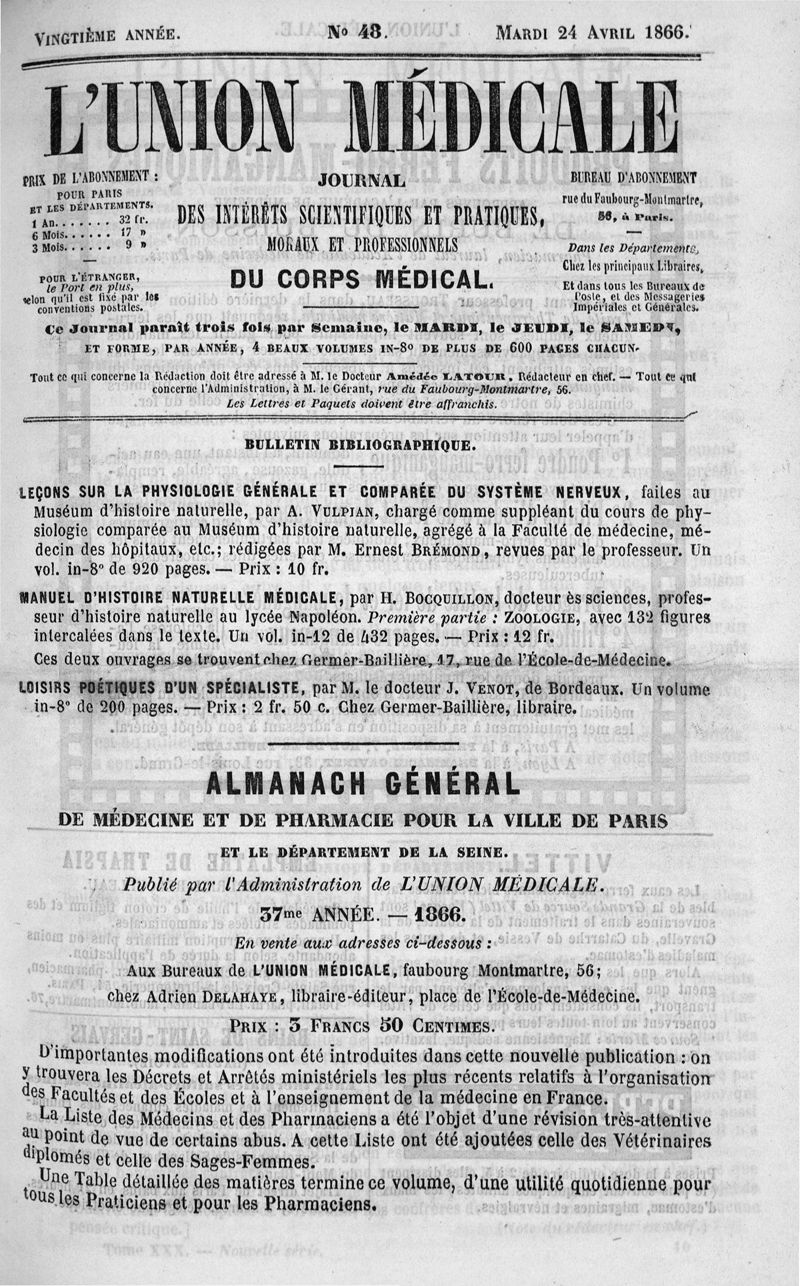 VINGTIÈME ANNÉE. No 48. MARDI 24 AVRIL 1866.
L'UNION MÉDICALE
PRIX DE L'ABONNEMENT :
POUR PARIS
ET LES DÉPARTEMENTS.
1 An....... 32 fr.
6 Mois...... 17 »
3 Mois...... 9 »
POUR L'ÉTRANGER,
le Port en plus,
selon qu'il est fixé par les
conventions postales.
JOURNAL
DES INTÉRÊTS SCIENTIFIQUES ET PRATIQUES,
MORAUX ET PROFESSIONNELS
DU CORPS MÉDICAL.
BUREAU D'ABONNEMENT
rue du Faubourg-Montmartre,
56, à Paris.
Dans les Départements,
Chez les principaux Libraires,
Et dans tous les Bureaux de
Poste, et des Messageries
Impériales et Générales.
Ce Journal paraît trois fois par Semaine, le MARDI, le JEUDI, le SAMEDI,
ET FORME, PAR ANNÉE, 4 BEAUX VOLUMES IN-8o DE PLUS DE 600 PAGES CHACUN.
Tout ce qui concerne la Rédaction doit être adressé à M. le Docteur Amédée LATOUR, Rédacteur en chef. — Tout ce qui
concerne l'Administration, à M. le Gérant, rue du Faubourg-Montmartre, 56.
Les Lettres et Paquets doivent être affranchis.
BULLETIN BIBLIOGRAPHIQUE.
LEÇONS SUR LA PHYSIOLOGIE GÉNÉRALE ET COMPARÉE DU SYSTÈME NERVEUX, faites au
Muséum d'histoire naturelle, par A. VULPIAN, chargé comme suppléant du cours de phy-
siologie comparée au Muséum d'histoire naturelle, agrégé à la Faculté de médecine, mé-
decin des hôpitaux, etc.; rédigées par M. Ernest BRÉMOND, revues par le professeur. Un
vol. in-8° de 920 pages. — Prix : 10 fr.
MANUEL D'HISTOIRE NATURELLE MÉDICALE, par H. BOCQUILLON, docteur ès sciences, profes-
seur d'histoire naturelle au lycée Napoléon. Première partie : ZOOLOGIE, avec 132 figures
intercalées dans le texte. Un vol. in-12 de 432 pages. — Prix : 12 fr.
Ces deux ouvrages se trouvent chez Germer-Baillière, 17, rue de l'École-de-Médecine.
LOISIRS POÉTIQUES D'UN SPÉCIALISTE, par M. le docteur J. VENOT, de Bordeaux. Un volume
in-8° de 200 pages. — Prix : 2 fr. 50 c. Chez Germer-Baillière, libraire.
ALMANACH GÉNÉRAL
DE MÉDECINE ET DE PHARMACIE POUR LA VILLE DE PARIS
ET LE DÉPARTEMENT DE LA SEINE.
Publié par l'Administration de L'UNION MÉDICALE.
37me ANNÉE. — 1866.
En vente aux adresses ci-dessous :
Aux Bureaux de L'UNION MÉDICALE, faubourg Montmartre, 56;
chez Adrien DELAHAYE, libraire-éditeur, place de l'École-de-Médecine.
PRIX : 3 FRANCS 50 CENTIMES.
D'importantes modifications ont été introduites dans cette nouvelle publication : on
y trouvera les Décrets et Arrêtés ministériels les plus récents relatifs à l'organisation
des Facultés et des Écoles et à l'enseignement de la médecine en France.
La Liste des Médecins et des Pharmaciens a été l'objet d'une révision très-attentive
au point de vue de certains abus. A cette Liste ont été ajoutées celle des Vétérinaires
diplomés et celle des Sages-Femmes.
Une Table détaillée des matières termine ce volume, d'une utilité quotidienne pour
tous les Praticiens et pour les Pharmaciens.